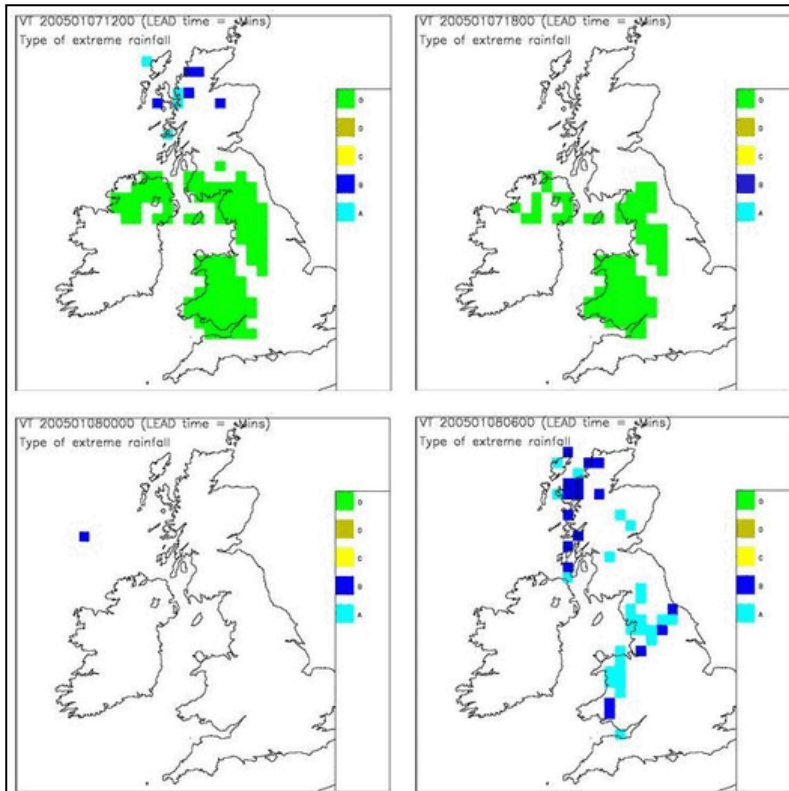 VT 200501071200 (LEAD time = Mins)
Type of extreme rainfall
O
D
C
B
A
VT 200501071800 (LEAD time = Mins)
Type of extreme rainfall
O
D
C
B
A
VT 200501080000 (LEAD time = Mins)
Type of extreme rainfall
O
D
C
B
A
VT 200501080600 (LEAD time = Mins)
Type of extreme rainfall
O
D
C
B
A